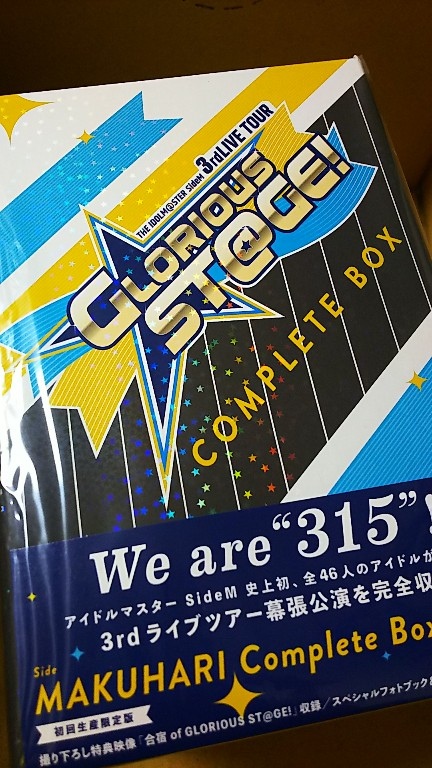 THE IDOLM@STER SideM 3rdLIVE TOUR
GLORIOUS
ST@GE!
COMPLETE BOX
We are“315”!
アイドルマスター SideM 史上初、全46人のアイドルが
3rdライブツアー幕張公演を完全収
Side
MAKUHARI Complete Box
初回生産限定版
撮り下ろし特典映像「合宿 of GLORIOUS ST@GE!」収録/スペシャルフォトブック&